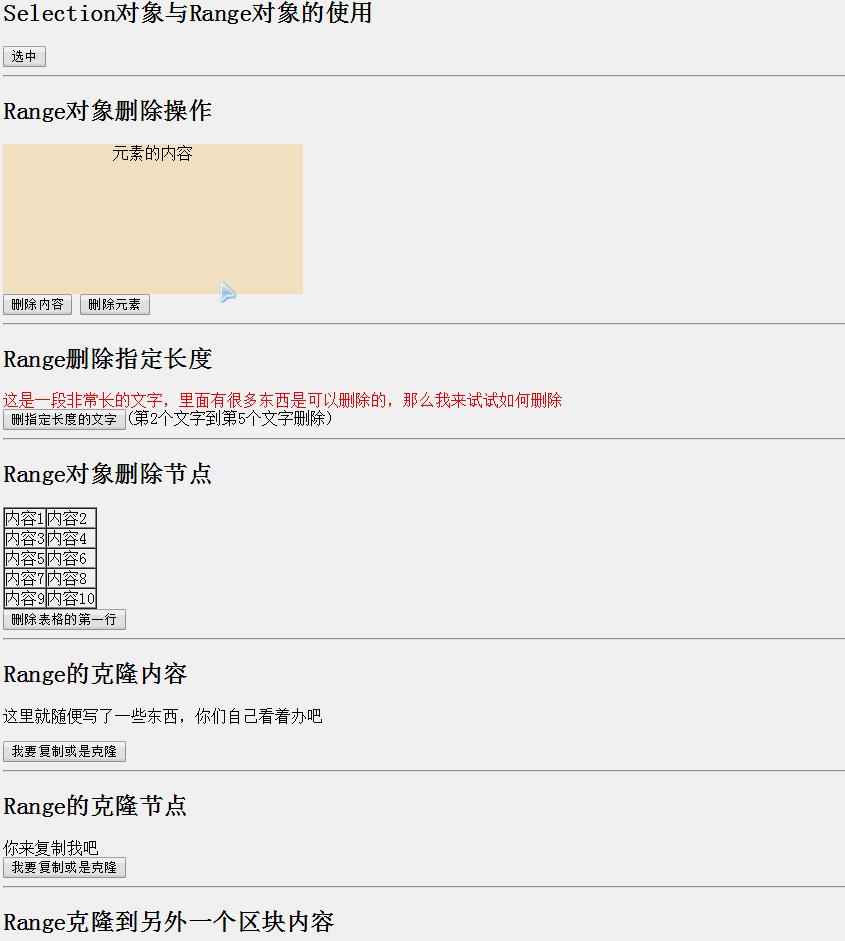 Selection对象与Range对象的使用
选中
Range对象删除操作
元素的内容
删除内容 删除元素
Range删除指定长度
这是一段非常长的文字，里面有很多东西是可以删除的，那么我来试试如何删除
删指定长度的文字(第2个文字到第5个文字删除)
Range对象删除节点
内容1 内容2
内容3 内容4
内容5 内容6
内容7 内容8
内容9 内容10
删除表格的第一行
Range的克隆内容
这里就随便写了一些东西，你们自己看着办吧
我要复制或是克隆
Range的克隆节点
你来复制我吧
我要复制或是克隆
Range克隆到另外一个区块内容